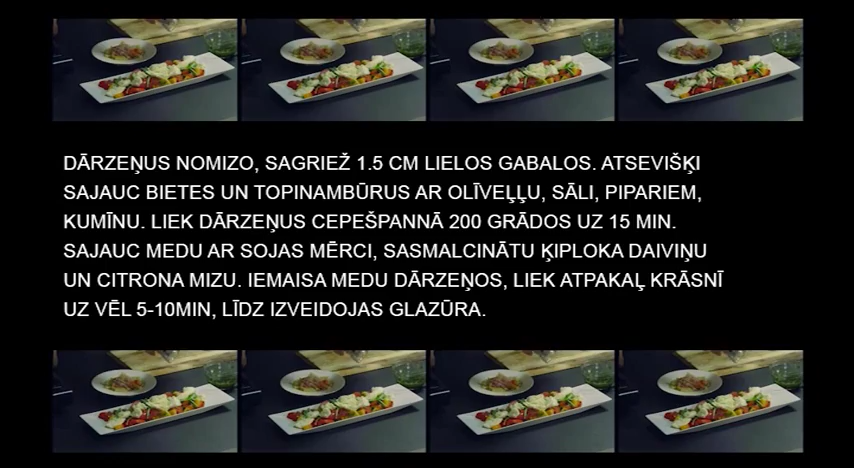 DĀRZEŅUS NOMIZO, SAGRIEŽ 1.5 CM LIELOS GABALOS. ATSEVIŠĶI
SAJAUC BIETES UN TOPINAMBŪRUS AR OLĪVEĻĻU, SĀLI, PIPARIEM,
KUMĪNU. LIEK DĀRZEŅUS CEPEŠPANNĀ 200 GRĀDOS UZ 15 MIN.
SAJAUC MEDU AR SOJAS MĒRCI, SASMALCINĀTU ĶIPLOKA DAIVIŅU
UN CITRONA MIZU. IEMAISA MEDU DĀRZEŅOS, LIEK ATPAKAĻ KRĀSNĪ
UZ VĒL 5-10MIN, LĪDZ IZVEIDOJAS GLAZŪRA.